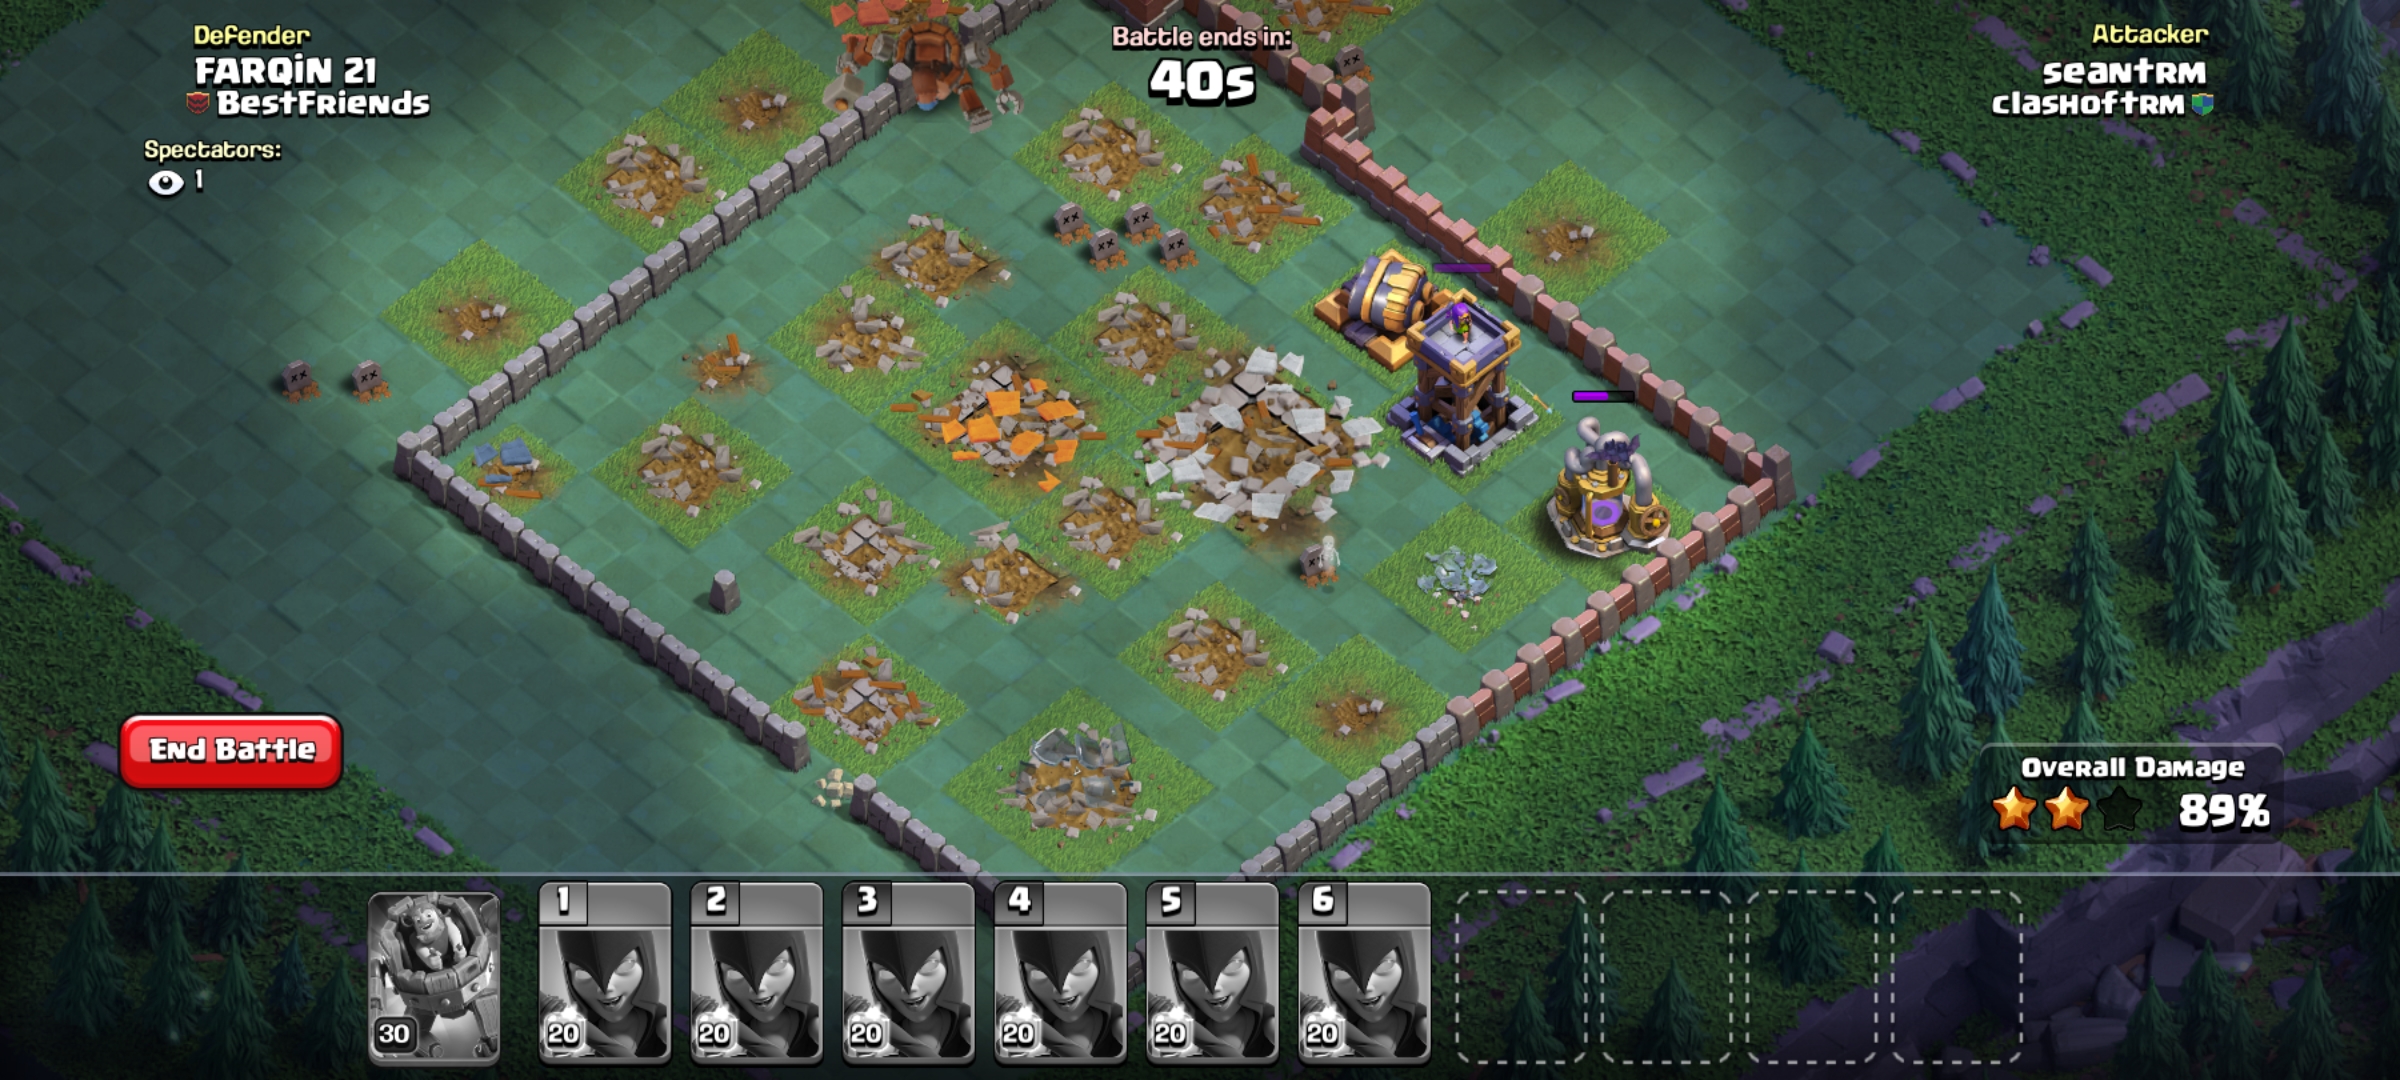 Defender
FARQiN 21
BestFriends
Spectators:
1
Battle ends in:
40s
Attacker
seantRM
clashoftRM
End Battle
Overall Damage
89%
30
1
20
2
20
3
20
4
20
5
20
6
20